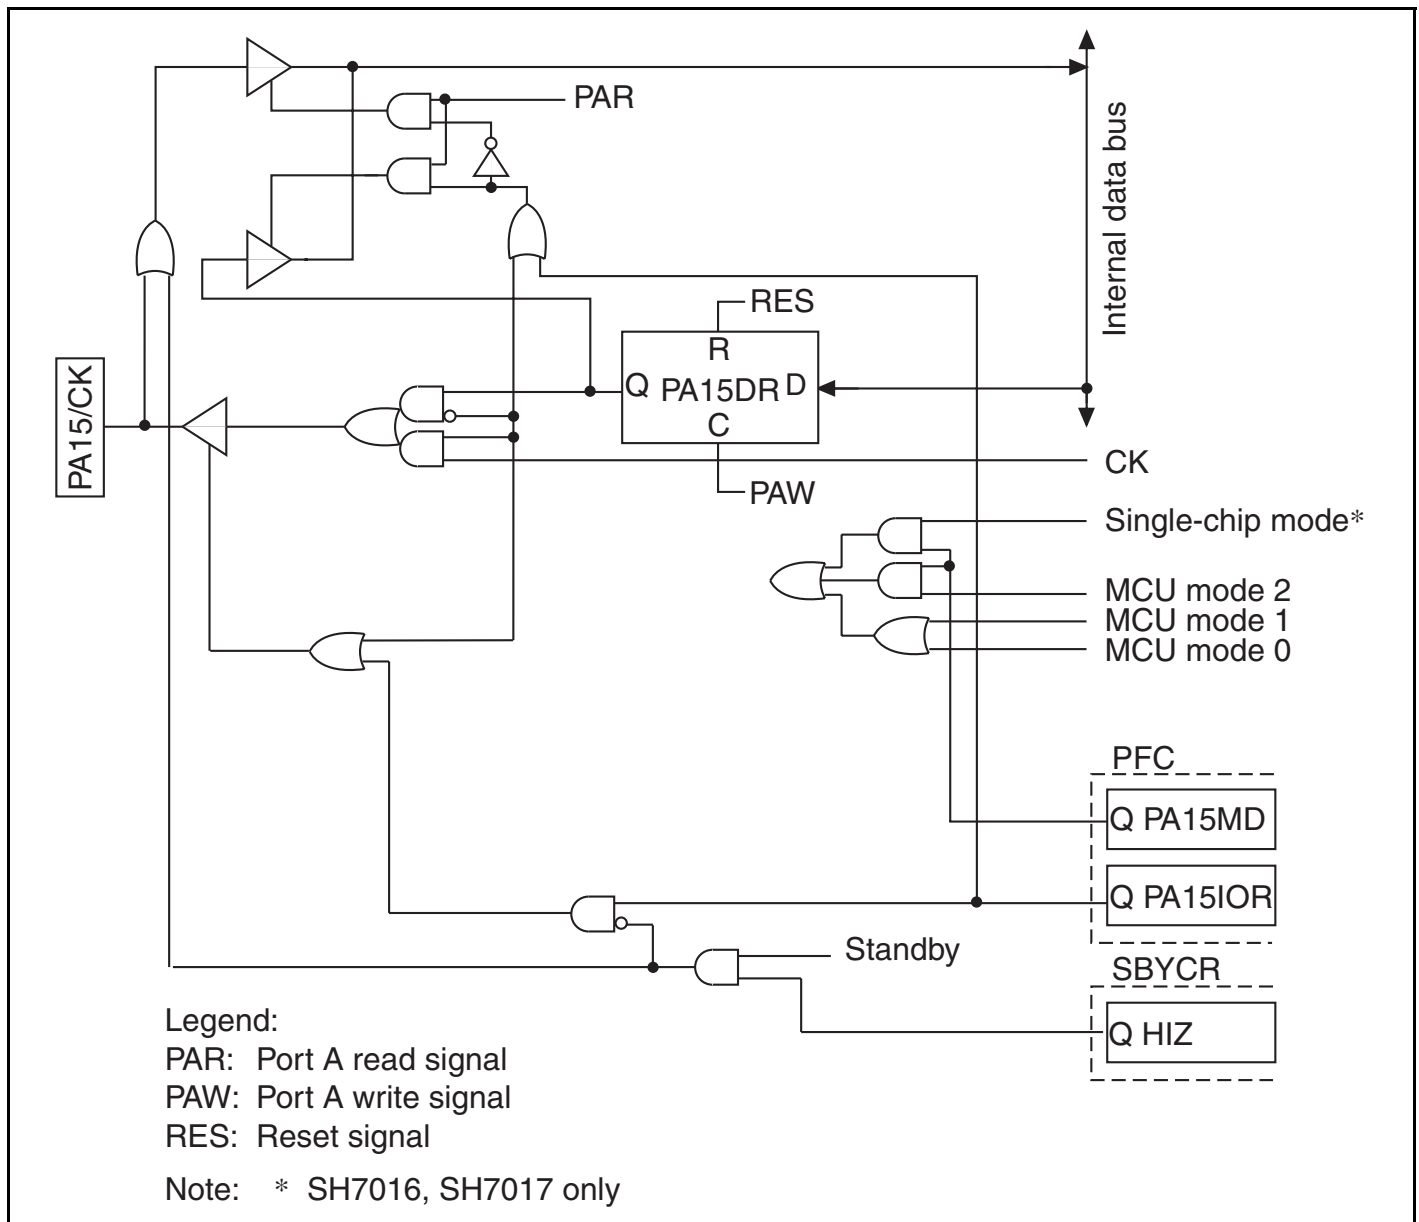 PAR
Internal data bus
RES
R
Q PA15DR D
C
PA15/CK
PAW
CK
Single-chip mode*
MCU mode 2
MCU mode 1
MCU mode 0
PFC
Q PA15MD
Q PA15IOR
Standby
SBYCR
Q HIZ
Legend:
PAR: Port A read signal
PAW: Port A write signal
RES: Reset signal
Note: * SH7016, SH7017 only